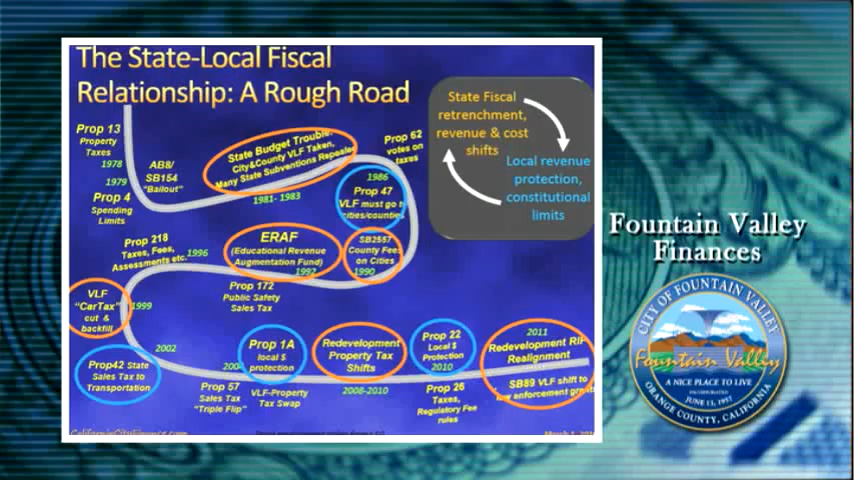 The State-Local Fiscal
Relationship: A Rough Road
State Fiscal
retrenchment,
revenue & cost
shifts
Local revenue
protection,
constitutional
limits
Prop 13
Property
Taxes
1978
1979
Prop 4
Spending
Limits
AB8/
SB154
"Bailout"
State Budget Trouble,
City&County VLF Taken,
Many State Subventions
1981- 1983
Prop 62
votes on
taxes
1986
Prop 47
VLF must go
cities/counties
SB2557
County Fees
on Cities
1990
ERAF
(Educational Revenue
Augmentation Fund)
1992
Prop 172
Public Safety
Sales Tax
Prop 218
Taxes, Fees,
Assessments etc.
1996
VLF
"CarTax"
cut &
backfill
1999
Prop42 State
Sales Tax to
Transportation
2002
Prop 57
Sales Tax
"Triple Flip"
Prop 1A
local $
protection
VLF-Property
Tax Swap
Redevelopment
Property Tax
Shifts
2008-2010
Prop 22
Local $
Protection
2010
Prop 26
Taxes,
Regulatory Fee
rules
2011
Redevelopment RIP
Realignment
SB89 VLF shift to
law enforcement
Fountain Valley
Finances
CITY OF FOUNTAIN VALLEY
Fountain Valley
A NICE PLACE TO LIVE
INCORPORATED
JUNE 13, 1957
ORANGE COUNTY, CALIFORNIA